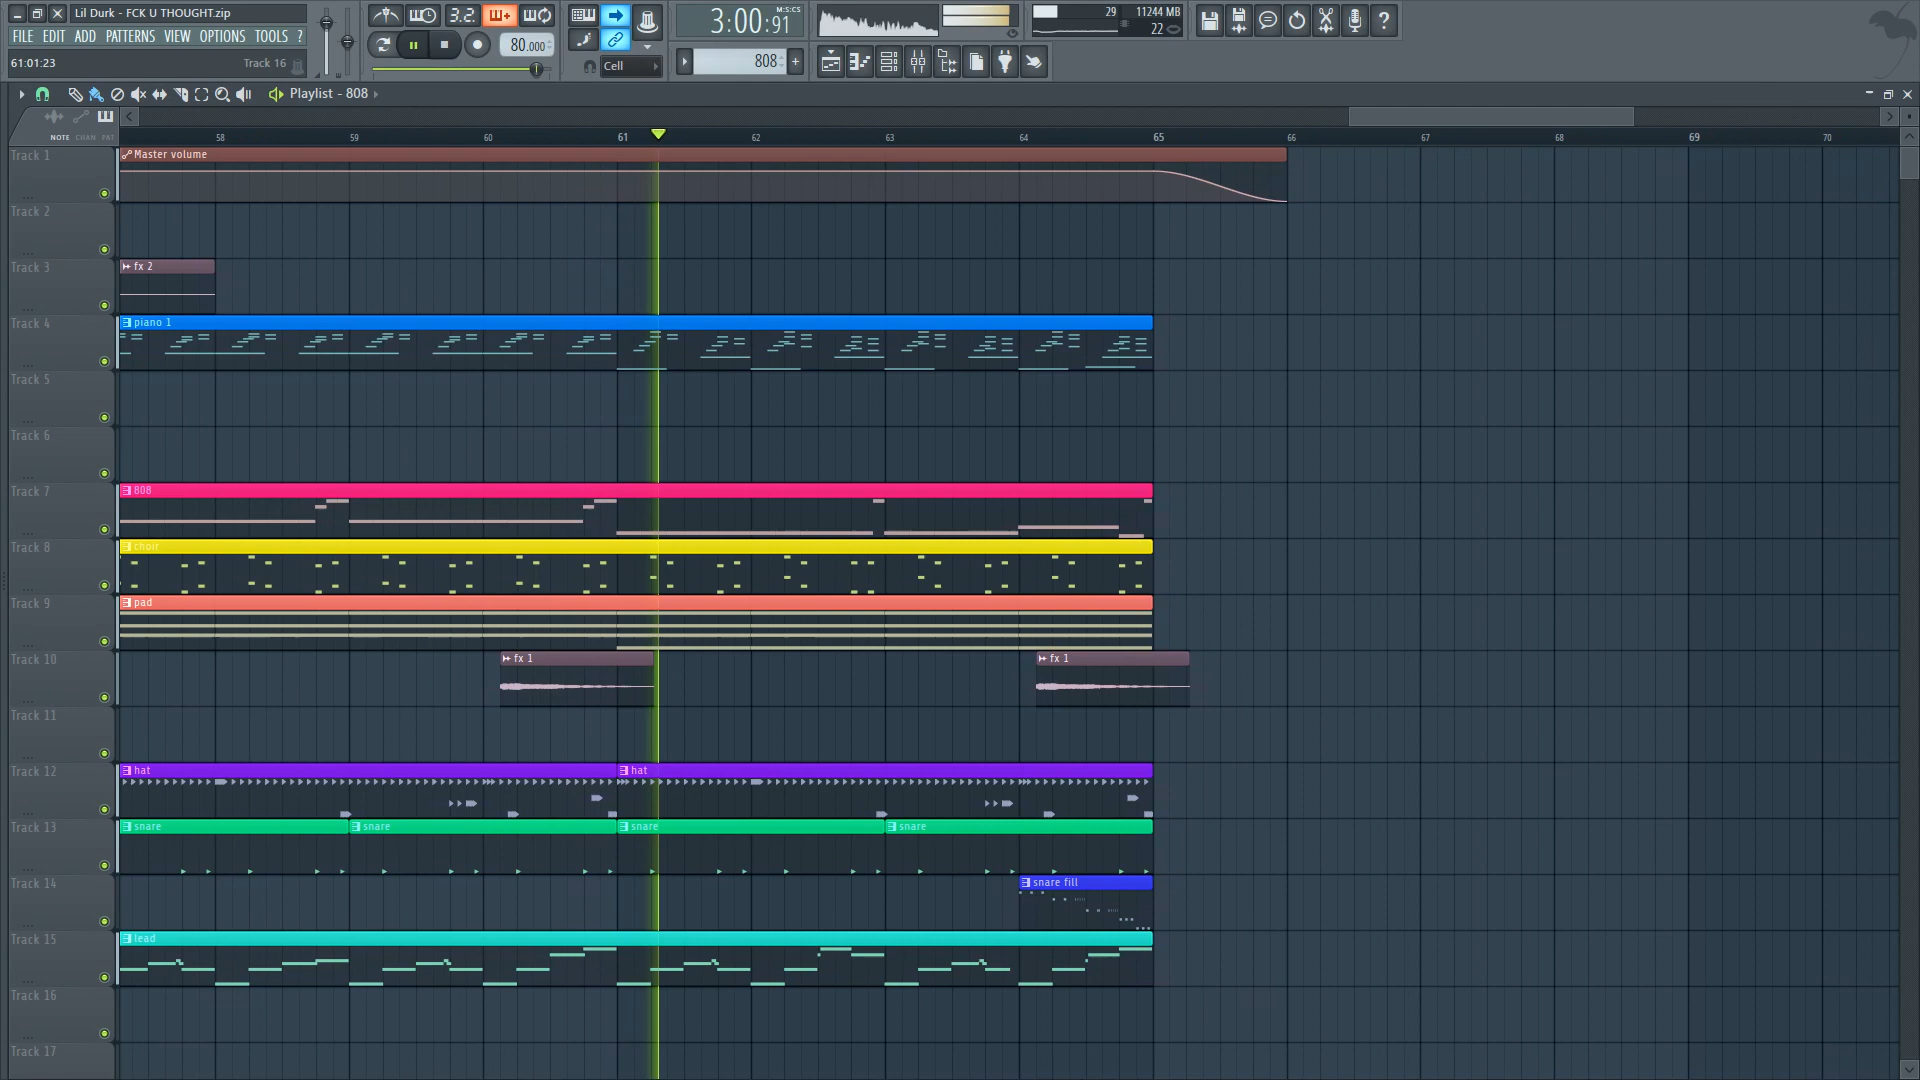 Lil Durk - FCK U THOUGHT.zip
FILE EDIT ADD PATTERNS VIEW OPTIONS TOOLS ?
61:01:23 Track 16
3.2.
80.000
Cell
3:00:91 M:S:CS
808
29 11244 MB
22
Playlist - 808
NOTE CHAN PAT
58 59 60 61 62 63 64 65 66 67 68 69 70
Track 1 Master volume
Track 2
Track 3 fx 2
Track 4 piano 1
Track 5
Track 6
Track 7 808
Track 8 choir
Track 9 pad
Track 10 fx 1 fx 1
Track 11
Track 12 hat hat
Track 13 snare snare snare snare
Track 14 snare fill
Track 15 lead
Track 16
Track 17